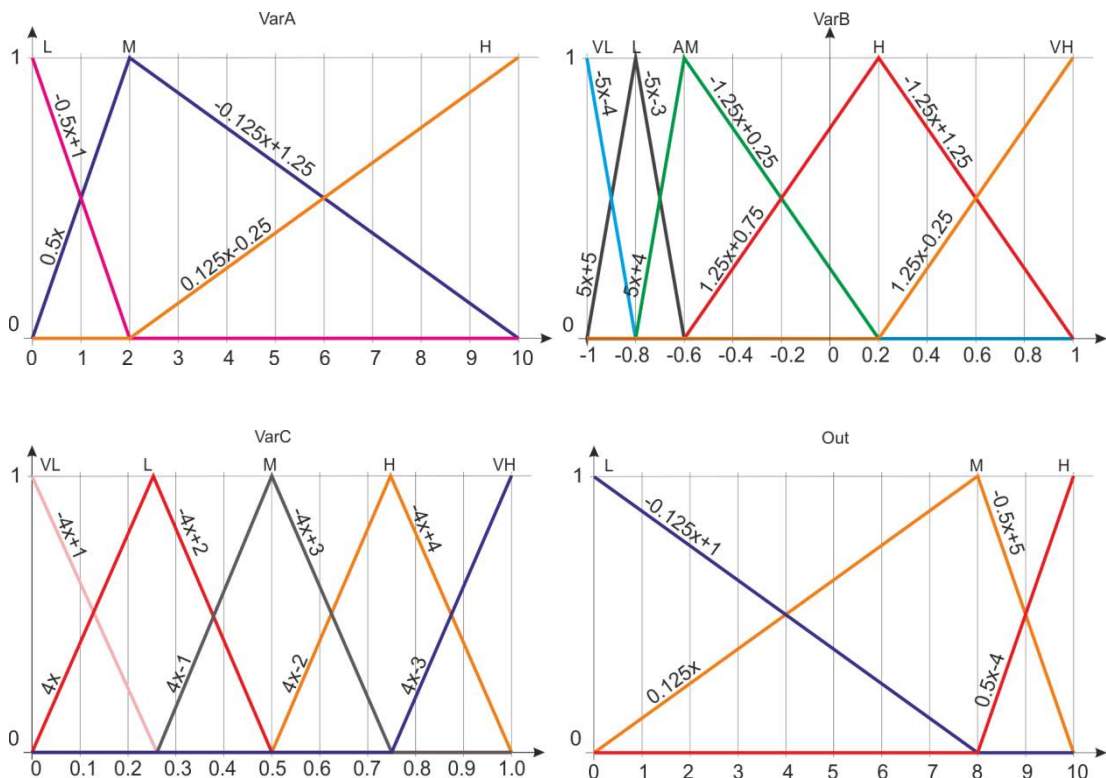 VarA
L M H
1
-0.5x+1
0.5x
-0.125x+1.25
0.125x-0.25
0
0 1 2 3 4 5 6 7 8 9 10
VarB
VL L AM H VH
1
-5x-4
-5x-3
-1.25x+0.25
-1.25x+1.25
5x+5
5x+4
1.25x+0.75
1.25x-0.25
0
-1 -0.8 -0.6 -0.4 -0.2 0 0.2 0.4 0.6 0.8 1
VarC
VL L M H VH
1
-4x+1
-4x+2
-4x+3
-4x+4
4x
4x-1
4x-2
4x-3
0
0 0.1 0.2 0.3 0.4 0.5 0.6 0.7 0.8 0.9 1.0
Out
L M H
1
-0.125x+1
-0.5x+5
0.125x
0.5x-4
0
0 1 2 3 4 5 6 7 8 9 10